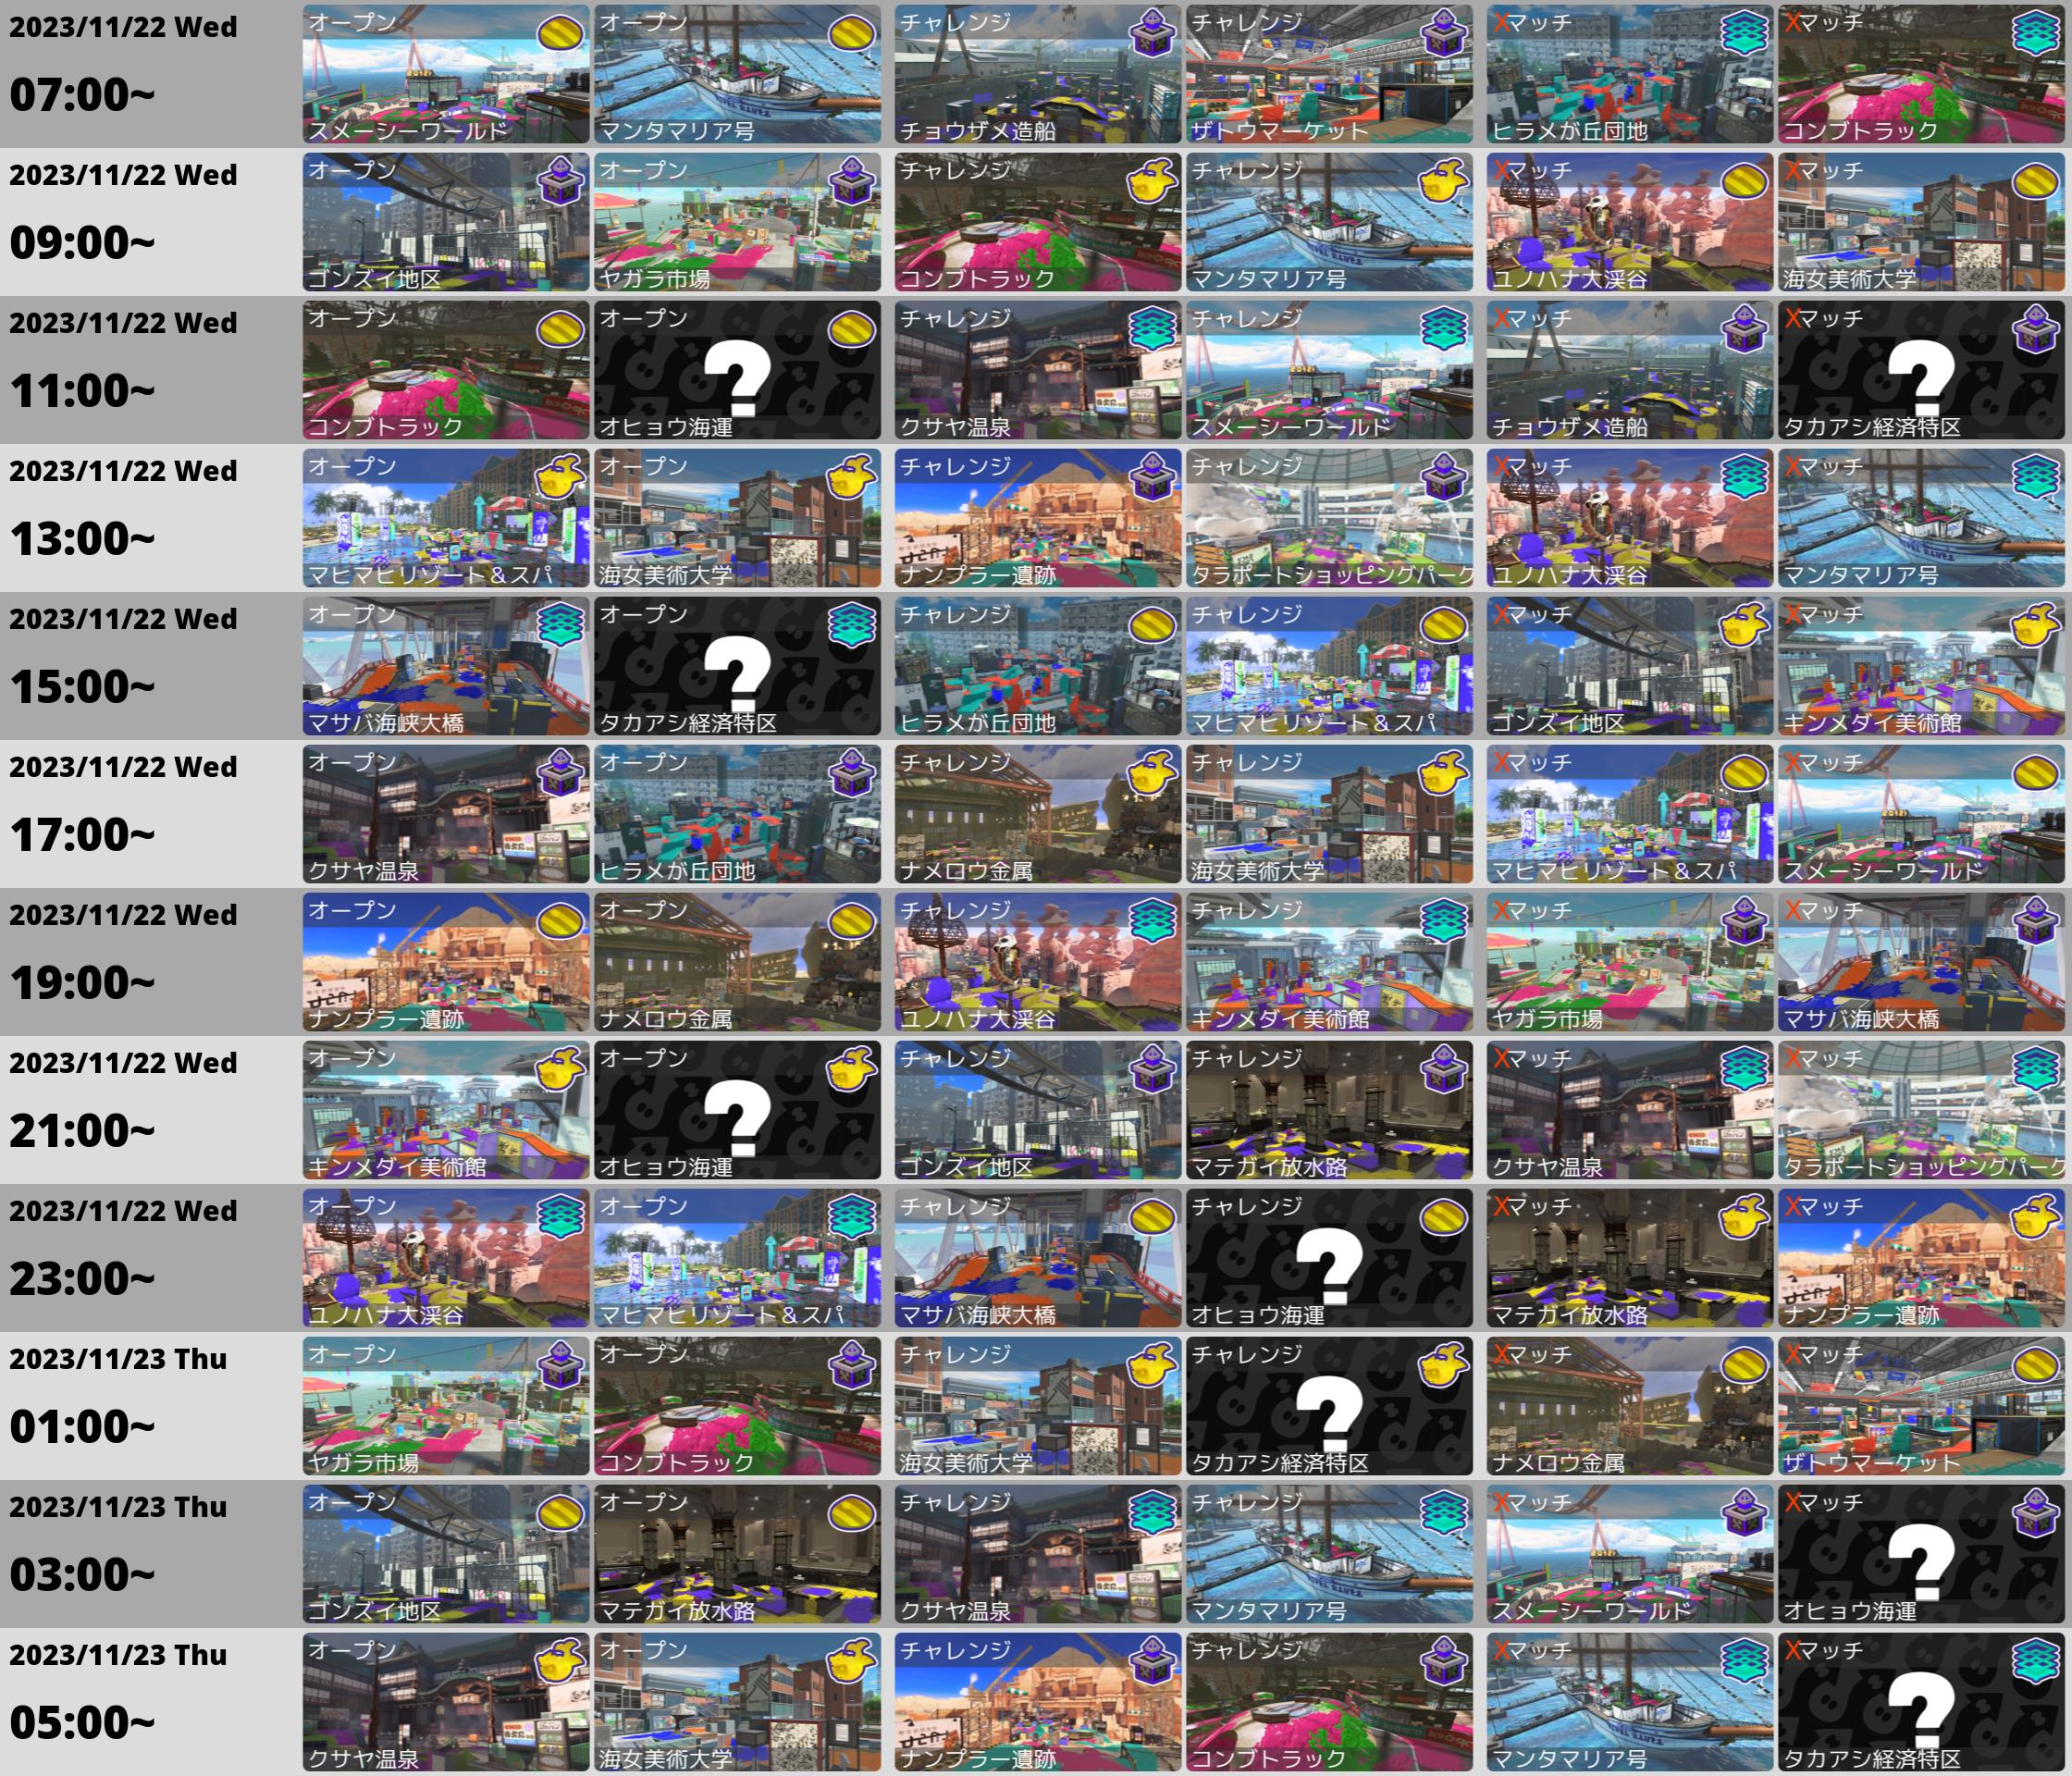 2023/11/22 Wed
07:00~
オープン オープン チャレンジ チャレンジ Xマッチ Xマッチ
スメーシーワールド マンタマリア号 チョウザメ造船 ザトウマーケット ヒラメが丘団地 コンブトラック
2023/11/22 Wed
09:00~
オープン オープン チャレンジ チャレンジ Xマッチ Xマッチ
ゴンズイ地区 ヤガラ市場 コンブトラック マンタマリア号 ユノハナ大渓谷 海女美術大学
2023/11/22 Wed
11:00~
オープン オープン チャレンジ チャレンジ Xマッチ Xマッチ
コンブトラック オヒョウ海運 クサヤ温泉 スメーシーワールド チョウザメ造船 タカアシ経済特区
2023/11/22 Wed
13:00~
オープン オープン チャレンジ チャレンジ Xマッチ Xマッチ
マヒマヒリゾート＆スパ 海女美術大学 ナンプラー遺跡 タラポートショッピングパーク ユノハナ大渓谷 マンタマリア号
2023/11/22 Wed
15:00~
オープン オープン チャレンジ チャレンジ Xマッチ Xマッチ
マサバ海峡大橋 タカアシ経済特区 ヒラメが丘団地 マヒマヒリゾート＆スパ ゴンズイ地区 キンメダイ美術館
2023/11/22 Wed
17:00~
オープン オープン チャレンジ チャレンジ Xマッチ Xマッチ
クサヤ温泉 ヒラメが丘団地 ナメロウ金属 海女美術大学 マヒマヒリゾート＆スパ スメーシーワールド
2023/11/22 Wed
19:00~
オープン オープン チャレンジ チャレンジ Xマッチ Xマッチ
ナンプラー遺跡 ナメロウ金属 ユノハナ大渓谷 キンメダイ美術館 ヤガラ市場 マサバ海峡大橋
2023/11/22 Wed
21:00~
オープン オープン チャレンジ チャレンジ Xマッチ Xマッチ
キンメダイ美術館 オヒョウ海運 ゴンズイ地区 マテガイ放水路 クサヤ温泉 タラポートショッピングパーク
2023/11/22 Wed
23:00~
オープン オープン チャレンジ チャレンジ Xマッチ Xマッチ
ユノハナ大渓谷 マヒマヒリゾート＆スパ マサバ海峡大橋 オヒョウ海運 マテガイ放水路 ナンプラー遺跡
2023/11/23 Thu
01:00~
オープン オープン チャレンジ チャレンジ Xマッチ Xマッチ
ヤガラ市場 コンブトラック 海女美術大学 タカアシ経済特区 ナメロウ金属 ザトウマーケット
2023/11/23 Thu
03:00~
オープン オープン チャレンジ チャレンジ Xマッチ Xマッチ
ゴンズイ地区 マテガイ放水路 クサヤ温泉 マンタマリア号 スメーシーワールド オヒョウ海運
2023/11/23 Thu
05:00~
オープン オープン チャレンジ チャレンジ Xマッチ Xマッチ
クサヤ温泉 海女美術大学 ナンプラー遺跡 コンブトラック マンタマリア号 タカアシ経済特区